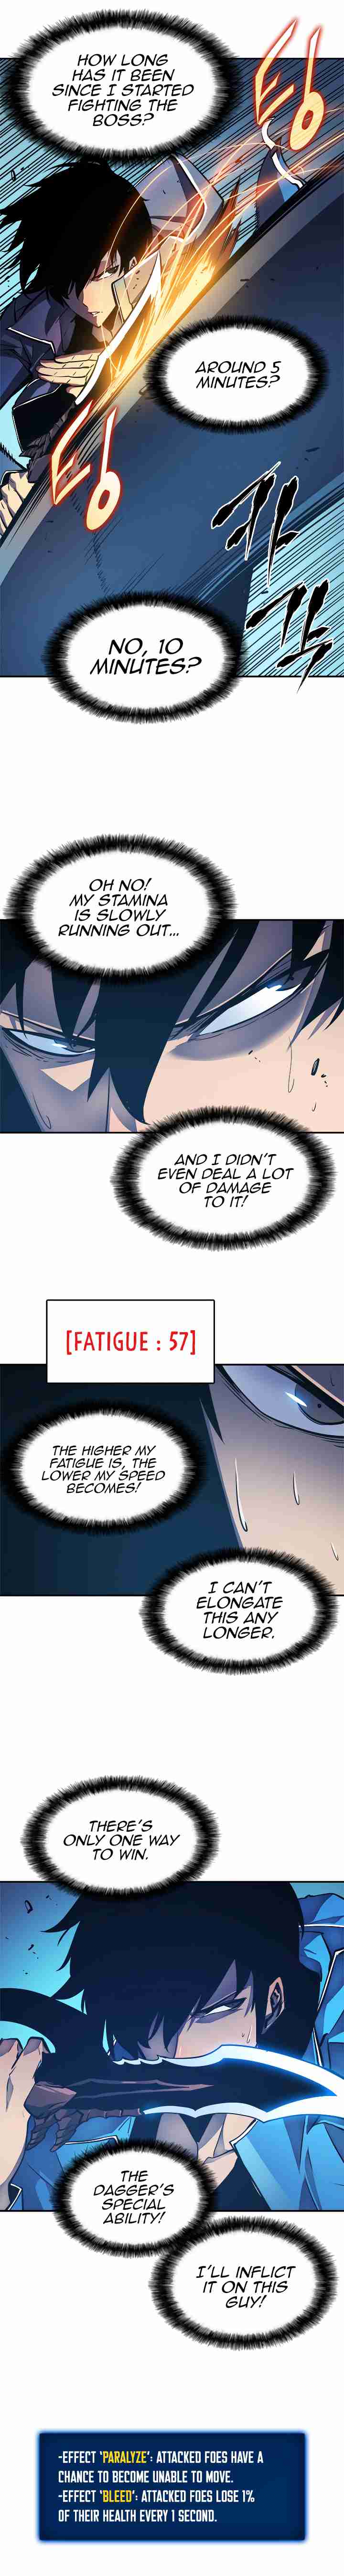 HOW LONG
HAS IT BEEN
SINCE I STARTED
FIGHTING THE
BOSS?
팅
AROUND 5
MINUTES?
팅
카
각
NO, 10
MINUTES?
OH NO!
MY STAMINA
IS SLOWLY
RUNNING OUT...
AND I DIDN'T
EVEN DEAL A LOT
OF DAMAGE
TO IT!
[FATIGUE : 57]
THE HIGHER MY
FATIGUE IS, THE
LOWER MY SPEED
BECOMES!
I CAN'T
ELONGATE
THIS ANY
LONGER.
THERE'S
ONLY ONE WAY
TO WIN.
THE
DAGGER'S
SPECIAL
ABILITY!
I'LL INFLICT
IT ON THIS
GUY!
-EFFECT 'PARALYZE': ATTACKED FOES HAVE A
CHANCE TO BECOME UNABLE TO MOVE.
-EFFECT 'BLEED': ATTACKED FOES LOSE 1%
OF THEIR HEALTH EVERY 1 SECOND.